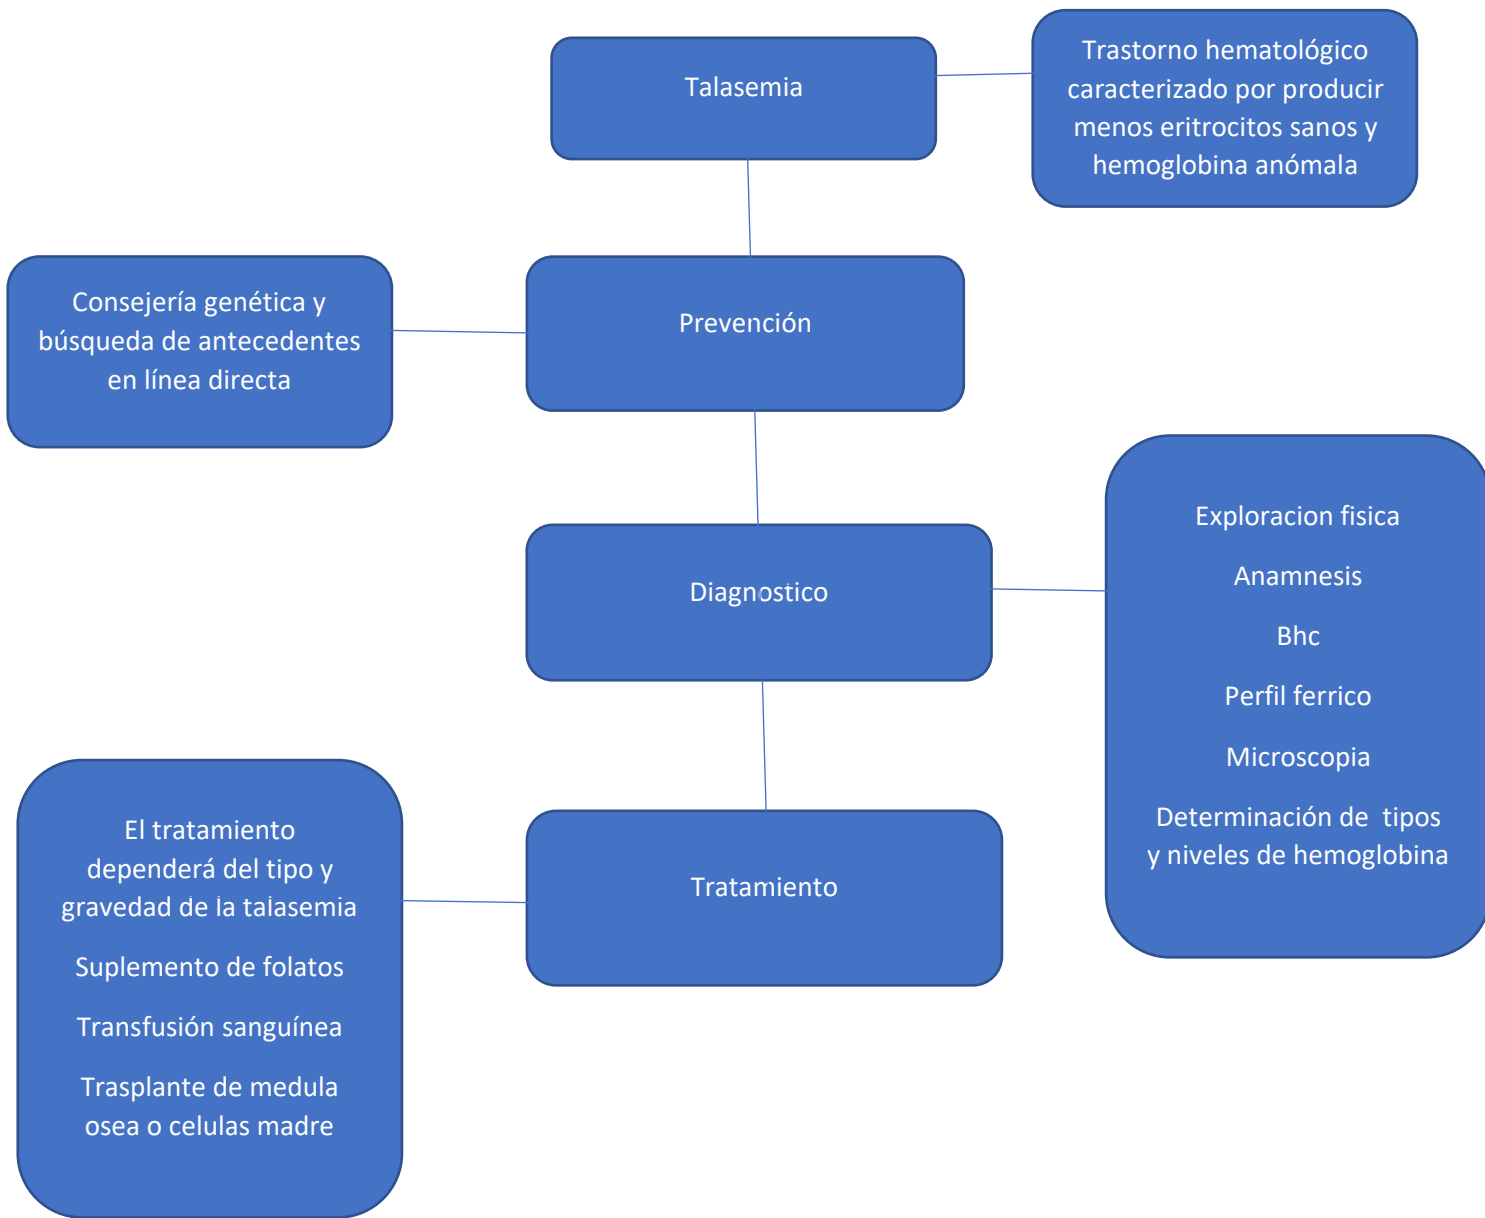 Talasemia
Trastorno hematológico
caracterizado por producir
menos eritrocitos sanos y
hemoglobina anómala
Consejería genética y
búsqueda de antecedentes
en línea directa
Prevención
Diagnostico
Exploracion fisica
Anamnesis
Bhc
Perfil ferrico
Microscopia
Determinación de  tipos
y niveles de hemoglobina
El tratamiento
dependerá del tipo y
gravedad de la talasemia
Suplemento de folatos
Transfusión sanguínea
Trasplante de medula
osea o celulas madre
Tratamiento